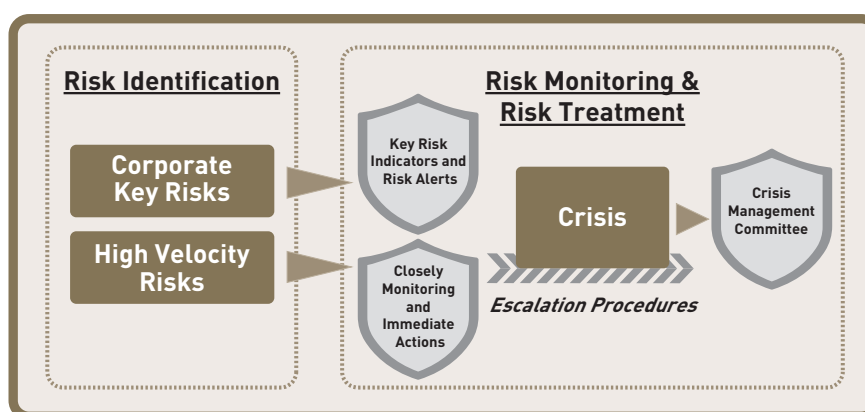 Risk Identification
Corporate
Key Risks
High Velocity
Risks
Risk Monitoring &
Risk Treatment
Key Risk
Indicators and
Risk Alerts
Closely
Monitoring
and
Immediate
Actions
Crisis
Escalation Procedures
Crisis
Management
Committee